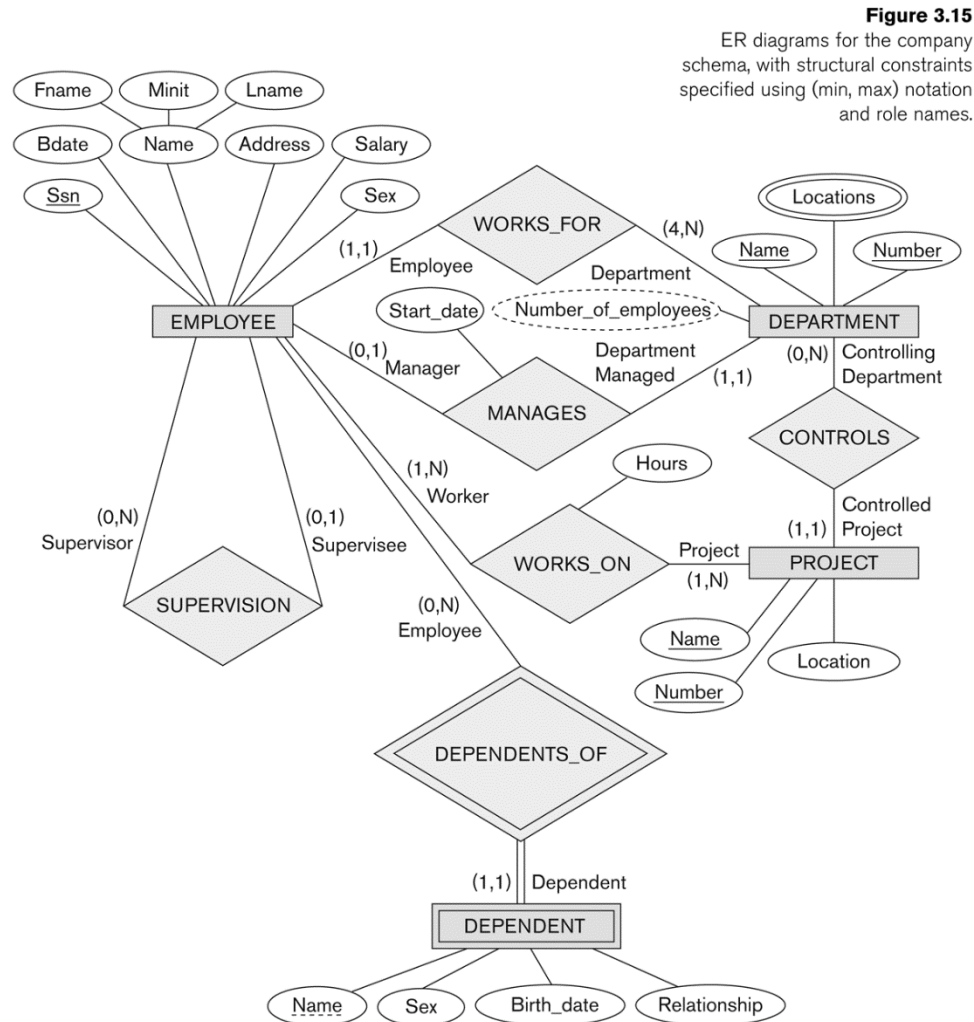 Figure 3.15
ER diagrams for the company
schema, with structural constraints
specified using (min, max) notation
and role names.
Fname
Minit
Lname
Bdate
Name
Address
Salary
Ssn
Sex
WORKS_FOR
Locations
(4,N)
Name
Number
(1,1)
Employee
Department
Start_date
Number_of_employees
EMPLOYEE
DEPARTMENT
(0,1)
Manager
Department
Managed
(1,1)
(0,N)
Controlling
Department
MANAGES
CONTROLS
Hours
(1,N)
Worker
(0,N)
Supervisor
(0,1)
Supervisee
Controlled
Project
(1,1)
WORKS_ON
Project
(1,N)
PROJECT
SUPERVISION
(0,N)
Employee
Name
Location
Number
DEPENDENTS_OF
(1,1)
Dependent
DEPENDENT
Name
Sex
Birth_date
Relationship